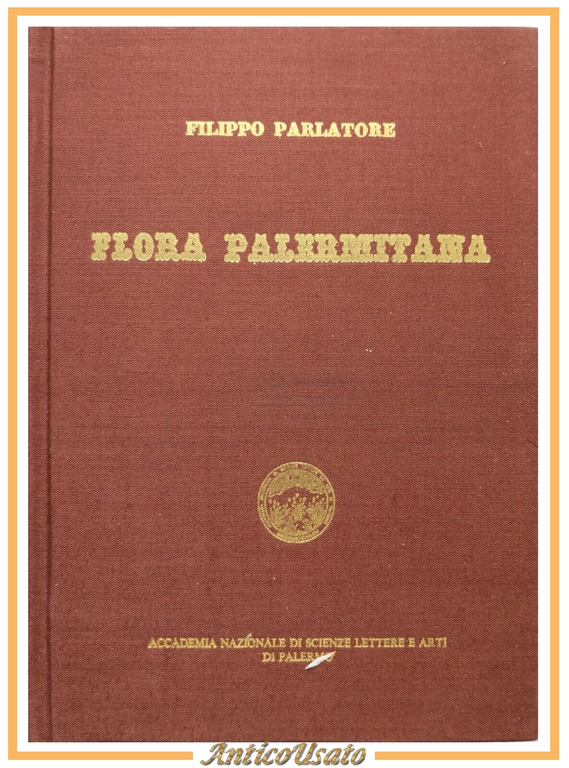 FILIPPO PARLATORE
FLORA PALERMITANA
ACCADEMIA NAZIONALE DI SCIENZE LETTERE E ARTI
DI PALERMO
AnticoUsato